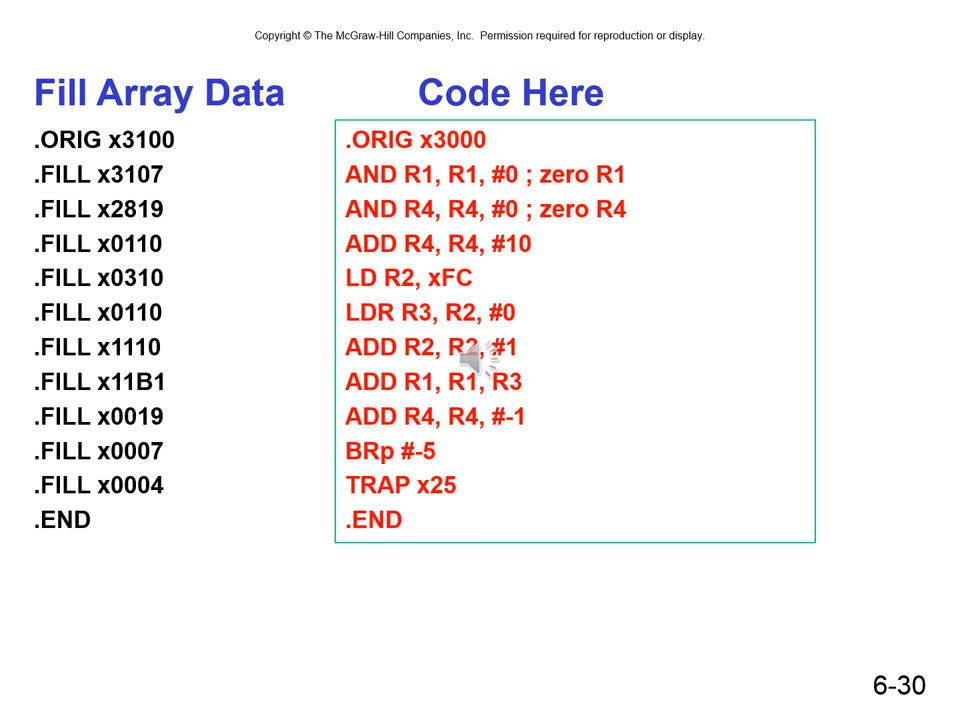 Copyright © The McGraw-Hill Companies, Inc.  Permission required for reproduction or display.
Fill Array Data
.ORIG x3100
.FILL x3107
.FILL x2819
.FILL x0110
.FILL x0310
.FILL x0110
.FILL x1110
.FILL x11B1
.FILL x0019
.FILL x0007
.FILL x0004
.END
Code Here
.ORIG x3000
AND R1, R1, #0 ; zero R1
AND R4, R4, #0 ; zero R4
ADD R4, R4, #10
LD R2, xFC
LDR R3, R2, #0
ADD R2, R2, #1
ADD R1, R1, R3
ADD R4, R4, #-1
BRp #-5
TRAP x25
.END
6-30